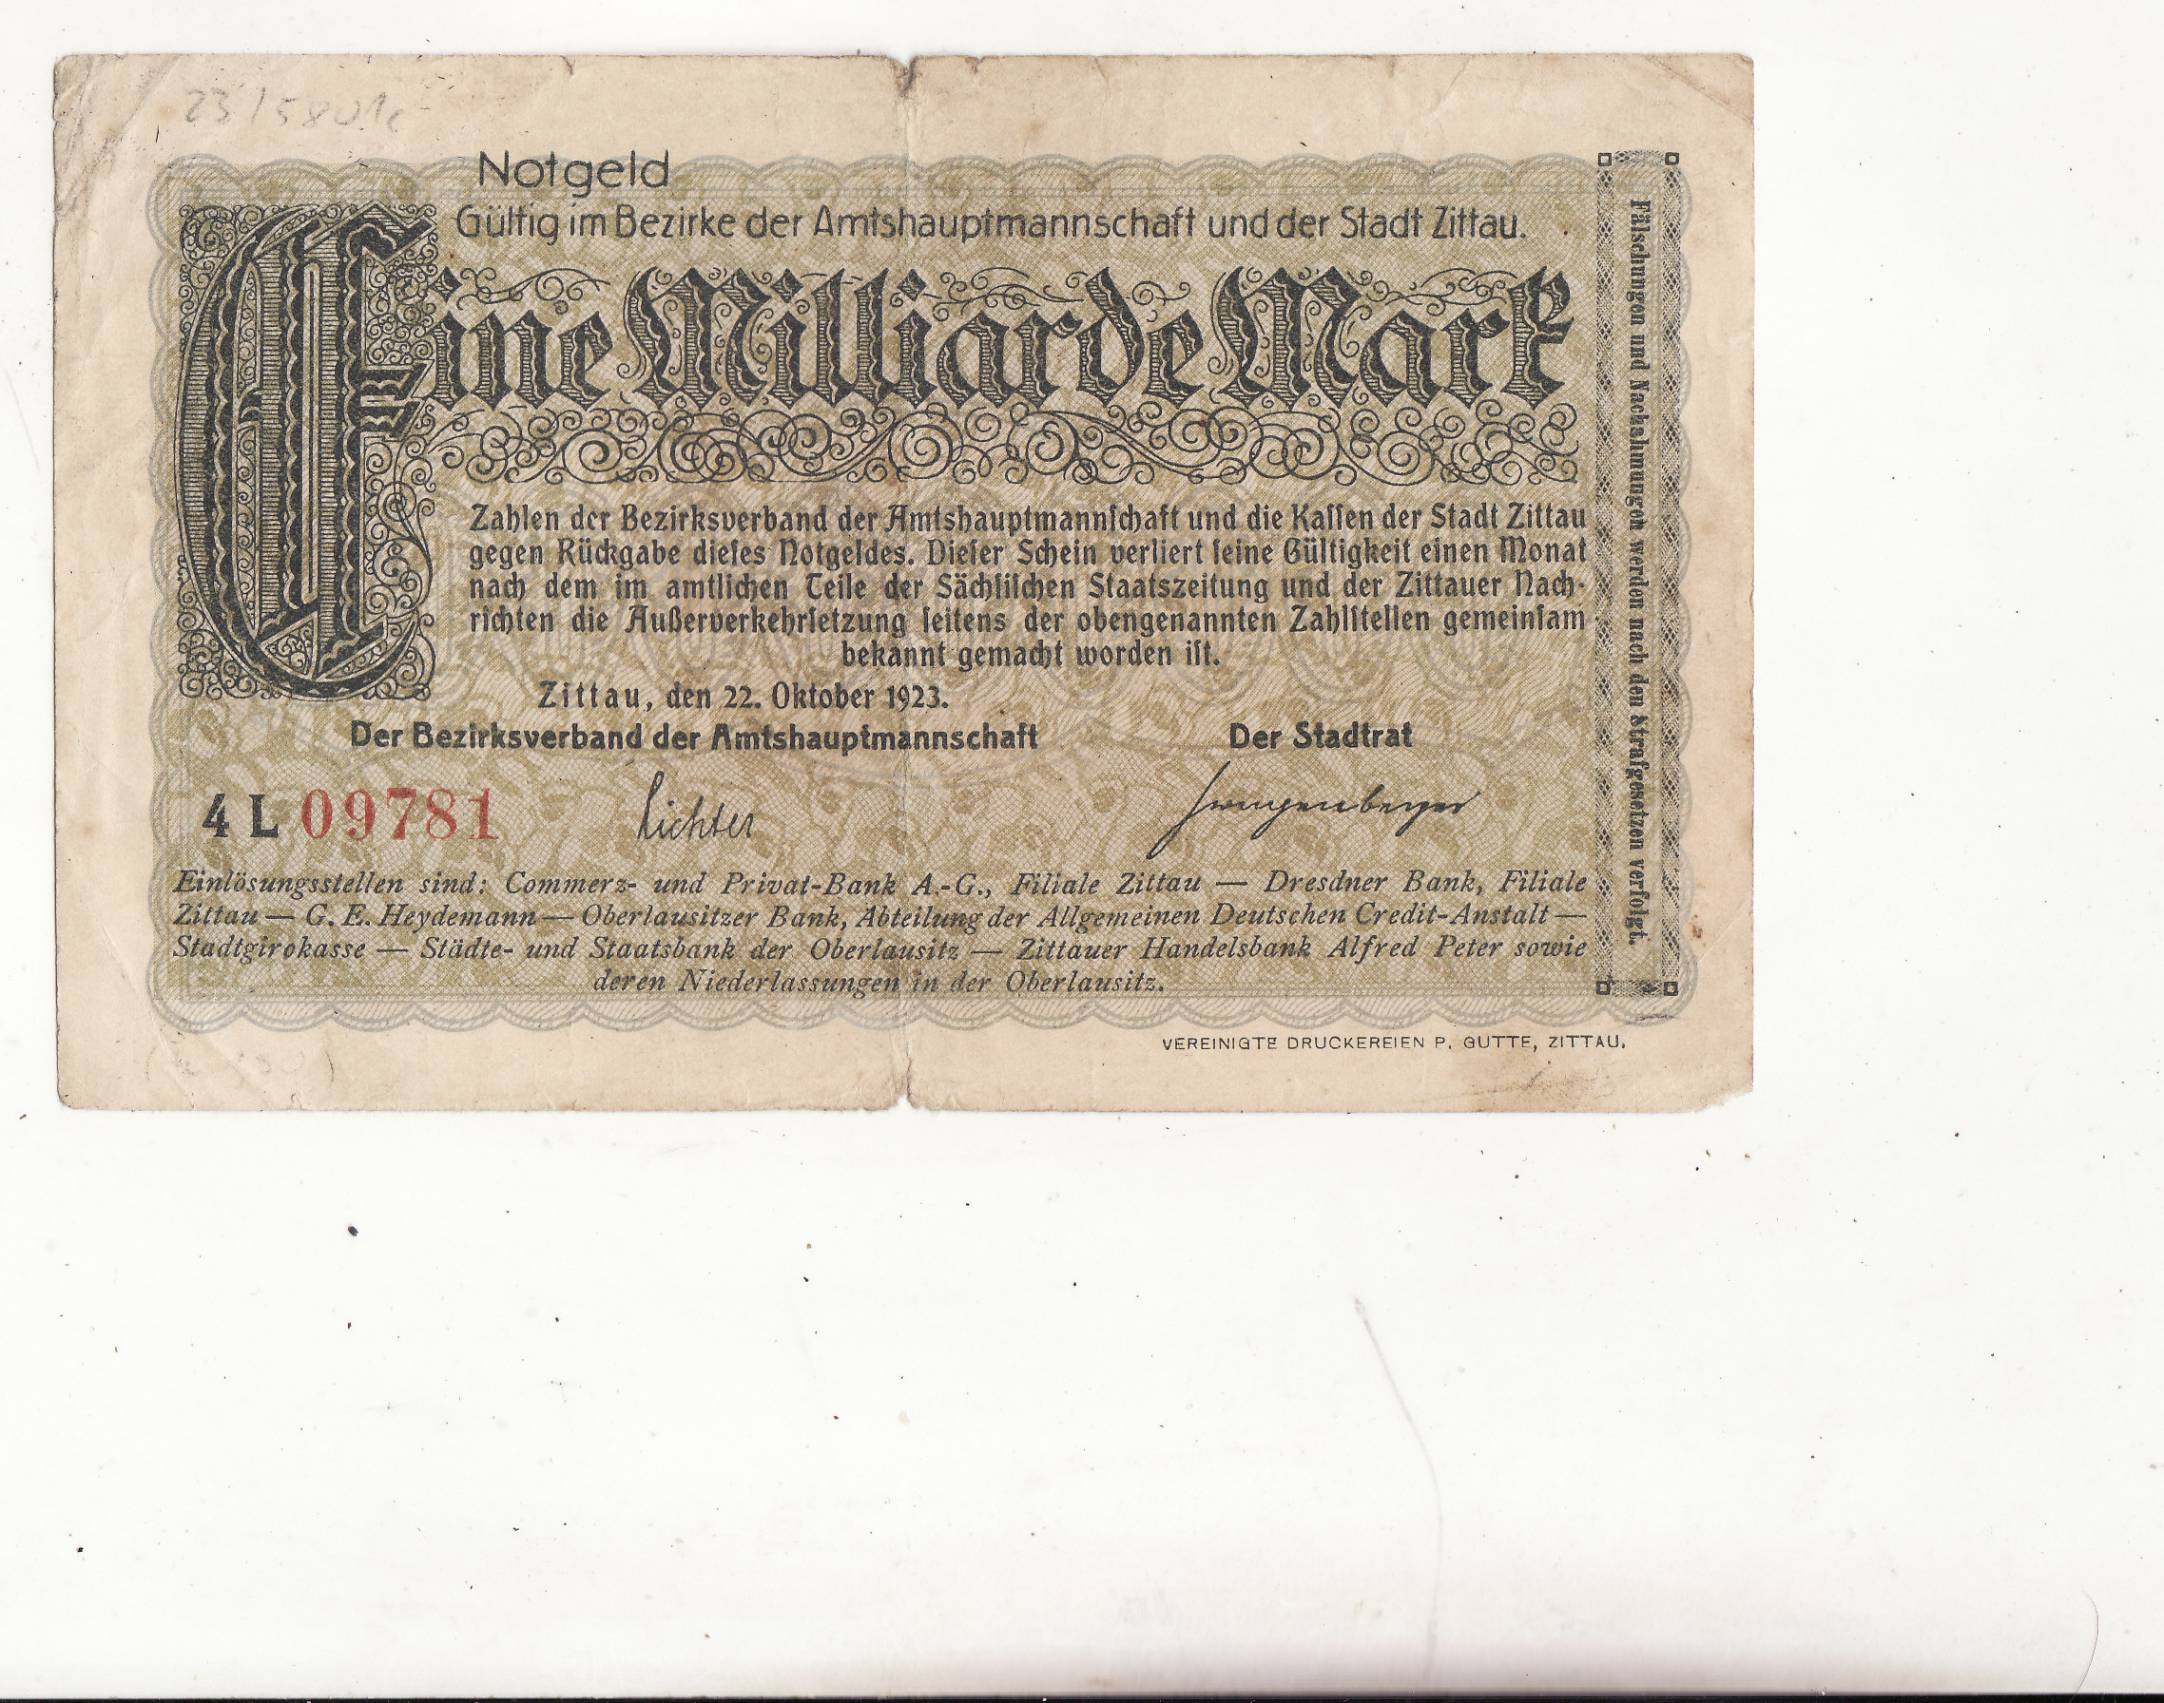 Notgeld
Gültig im Bezirke der Amtshauptmannschaft und der Stadt Zittau.
Eine Milliarde Mark
Zahlen der Bezirksverband der Amtshauptmannſchaft und die Kaſſen der Stadt Zittau
gegen Rückgabe dieſes Notgeldes. Dieſer Schein verliert ſeine Gültigkeit einen Monat
nach dem im amtlichen Teile der Sächſiſchen Staatszeitung und der Zittauer Nach-
richten die Außerverkehrſetzung ſeitens der obengenannten Zahlſtellen gemeinſam
bekannt gemacht worden iſt.
Zittau, den 22. Oktober 1923.
Der Bezirksverband der Amtshauptmannschaft Der Stadtrat
4 L 09781 Richter
Einlösungsstellen sind: Commerz- und Privat-Bank A.-G., Filiale Zittau — Dresdner Bank, Filiale
Zittau — G. E. Heydemann — Oberlausitzer Bank, Abteilung der Allgemeinen Deutschen Credit-Anstalt —
Stadtgirokasse — Städte- und Staatsbank der Oberlausitz — Zittauer Handelsbank Alfred Peter sowie
deren Niederlassungen in der Oberlausitz.
Fälschungen und Nachahmungen werden nach den Strafgesetzen verfolgt.
VEREINIGTE DRUCKEREIEN P. GUTTE, ZITTAU.